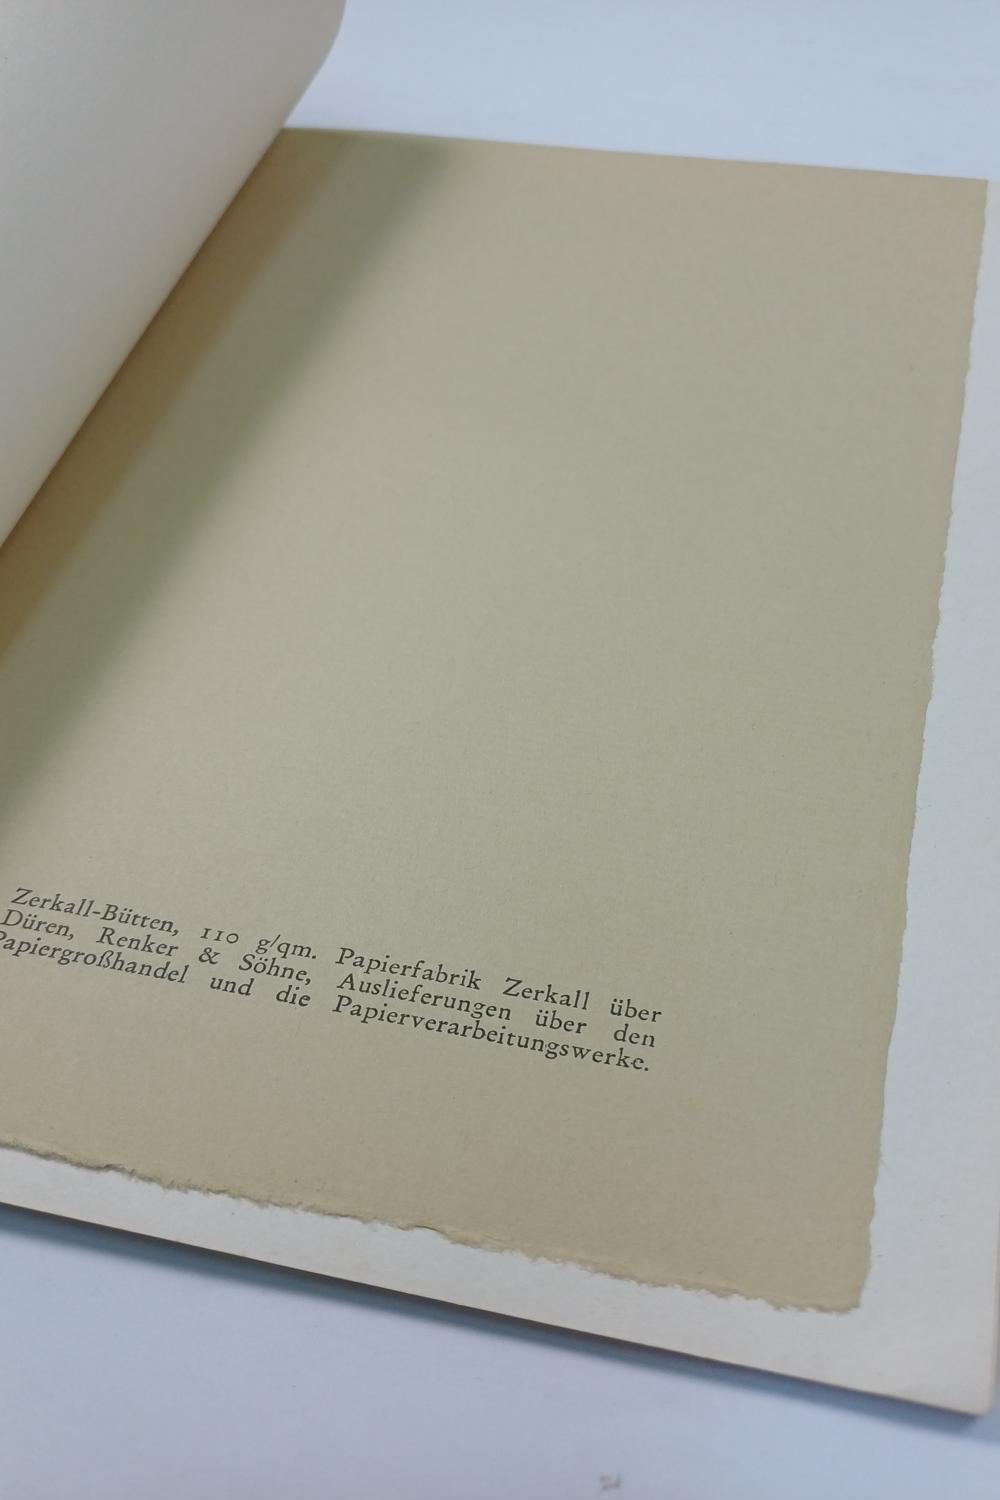 Zerkall-Bütten, 110 g/qm. Papierfabrik Zerkall über
Düren, Renker & Söhne, Auslieferungen über den
Papiergroßhandel und die Papierverarbeitungswerke.